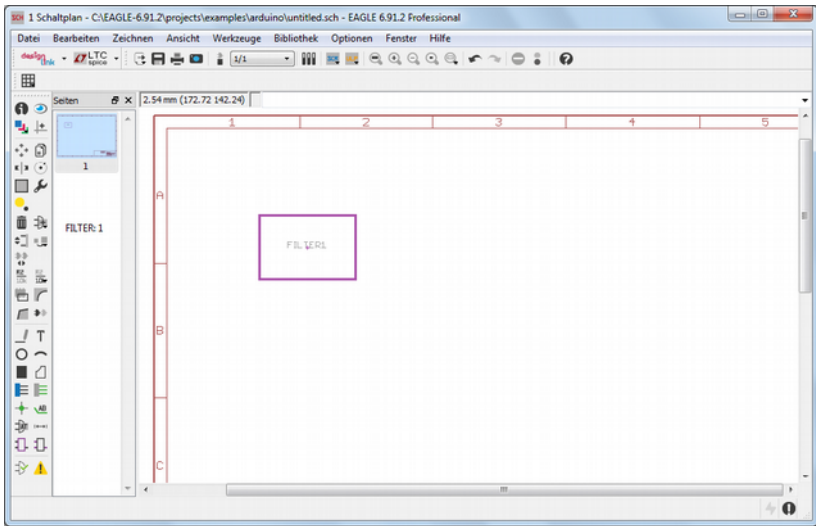 1 Schaltplan - C:\EAGLE-6.91.2\projects\examples\arduino\untitled.sch - EAGLE 6.91.2 Professional
Datei Bearbeiten Zeichnen Ansicht Werkzeuge Bibliothek Optionen Fenster Hilfe
design link LTC spice 1/1
Seiten 2.54 mm (172.72 142.24)
1 2 3 4 5
1
A
FILTER: 1
FILTER1
B
C